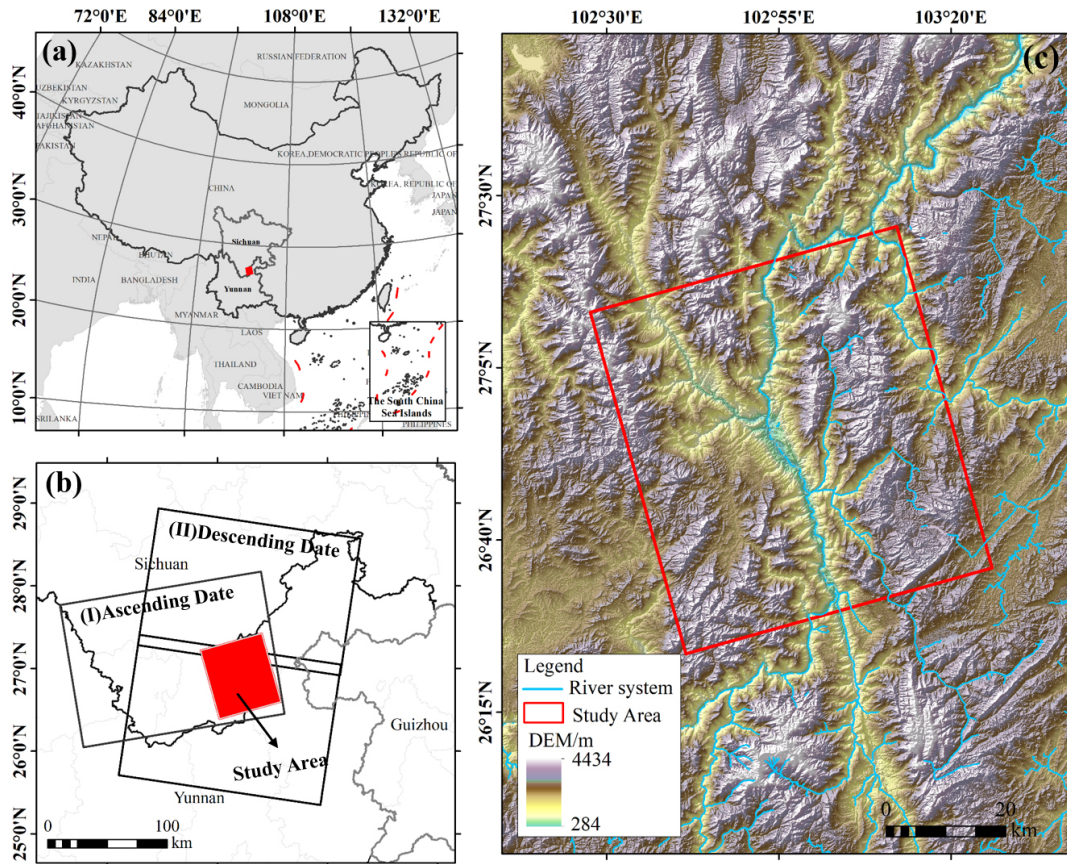 72°0'E 84°0'E 108°0'E 132°0'E
(a)
RUSSIAN FEDERATION
KAZAKHSTAN
MONGOLIA
UZBEKISTAN
KYRGYZSTAN
TAJIKISTAN
AFGHANISTAN
PAKISTAN
KOREA,DEMOCRATIC PEOPLE'S REPUBLIC OF
KOREA, REPUBLIC OF
JAPAN
JAPAN
CHINA
Sichuan
NEPAL
BHUTAN
Yunnan
INDIA
BANGLADESH
MYANMAR
LAOS
THAILAND
CAMBODIA
VIET NAM
SRI LANKA
The South China
Sea Islands
PHILIPPINES
40°0'N
30°0'N
20°0'N
10°0'N
(b)
29°0'N
28°0'N
27°0'N
26°0'N
25°0'N
(II)Descending Date
Sichuan
(I)Ascending Date
Guizhou
Study Area
Yunnan
0 100
km
102°30'E 102°55'E 103°20'E
(c)
27°30'N
27°5'N
26°40'N
26°15'N
Legend
River system
Study Area
DEM/m
4434
284
0 20
km